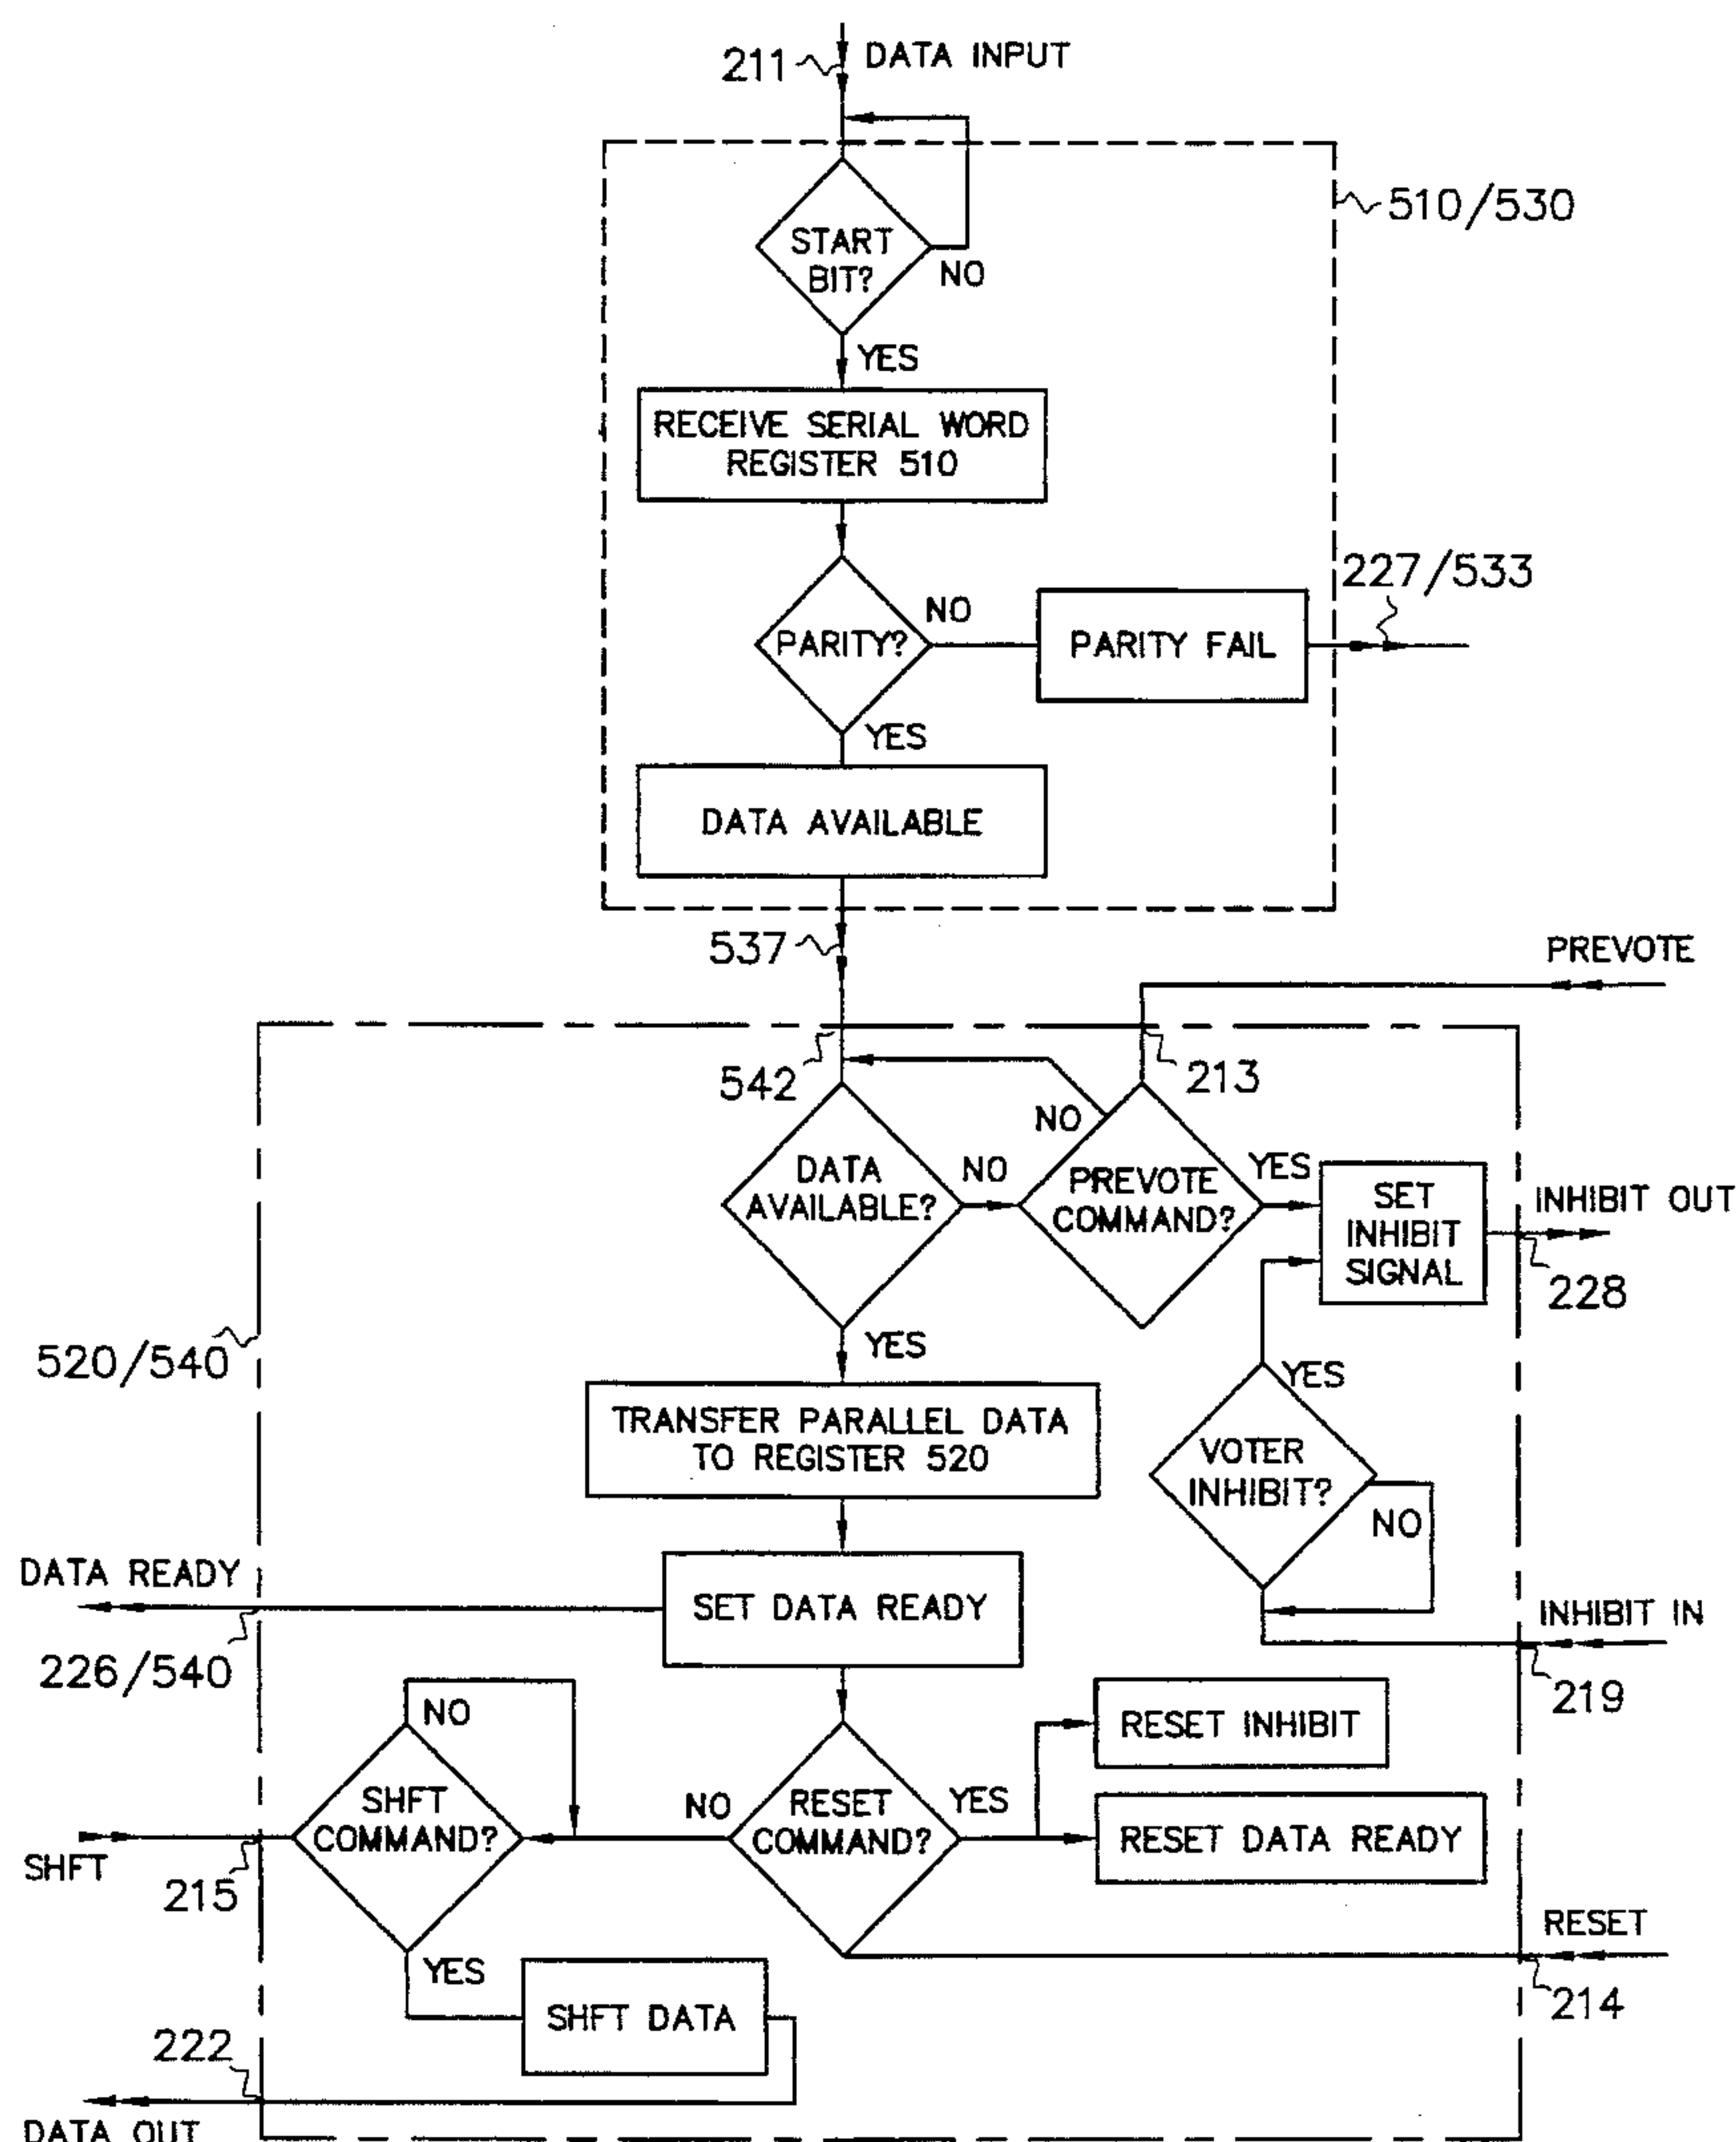 211
DATA INPUT
510/530
START
BIT?
NO
YES
RECEIVE SERIAL WORD
REGISTER 510
227/533
PARITY?
NO
PARITY FAIL
YES
DATA AVAILABLE
537
PREVOTE
542
213
NO
DATA
AVAILABLE?
NO
PREVOTE
COMMAND?
YES
SET
INHIBIT
SIGNAL
INHIBIT OUT
228
520/540
YES
YES
TRANSFER PARALLEL DATA
TO REGISTER 520
VOTER
INHIBIT?
NO
DATA READY
SET DATA READY
INHIBIT IN
226/540
219
NO
RESET INHIBIT
SHFT
COMMAND?
NO
RESET
COMMAND?
YES
RESET DATA READY
SHFT
215
RESET
YES
SHFT DATA
214
222
DATA OUT